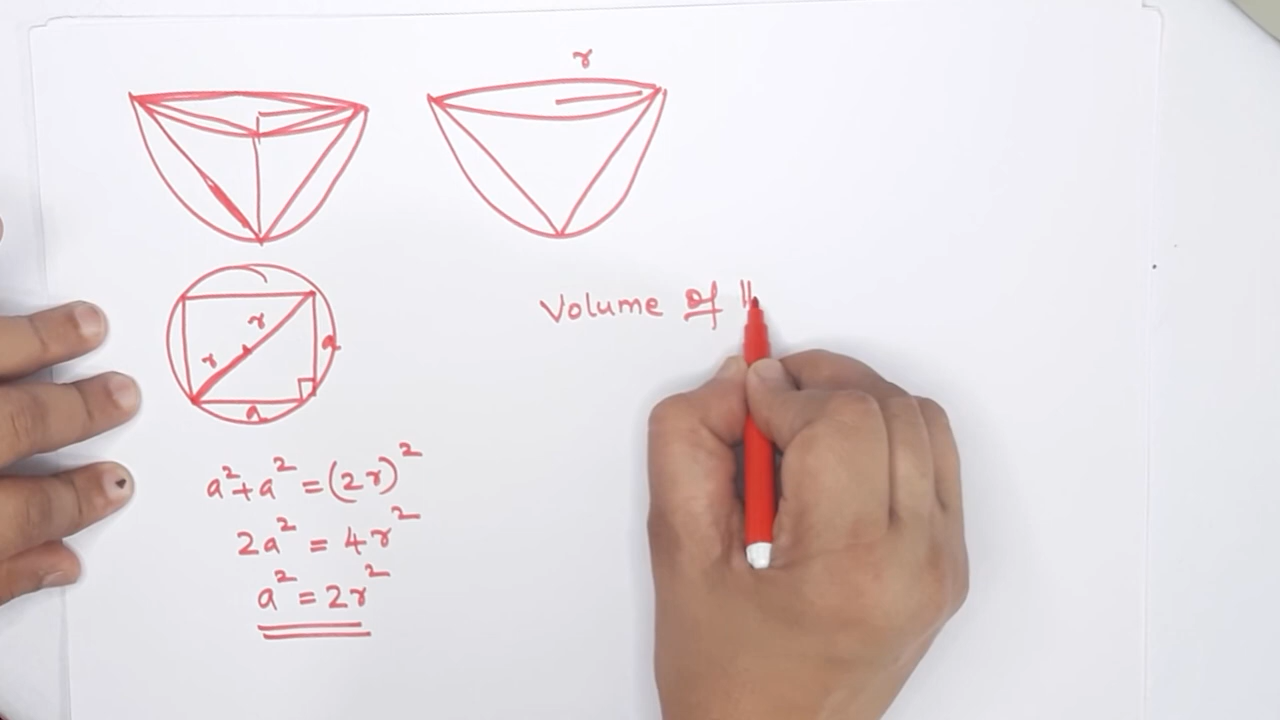 r
r
r
a
a
a²+a² = (2r)²
2a² = 4r²
a² = 2r²
Volume of H